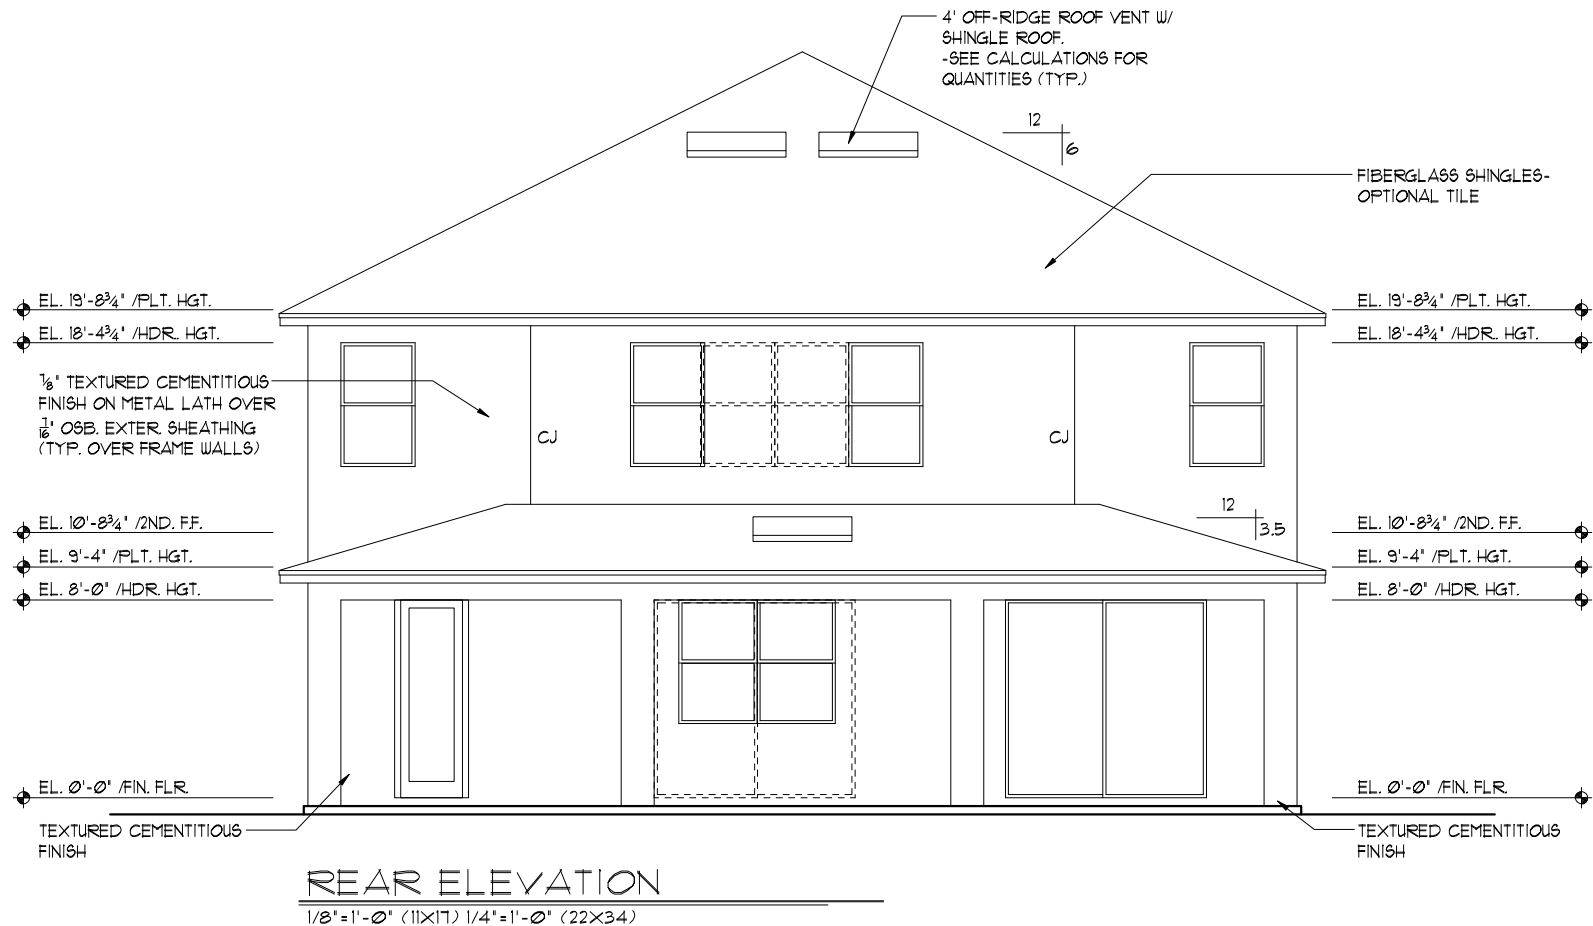 4' OFF-RIDGE ROOF VENT W/
SHINGLE ROOF.
-SEE CALCULATIONS FOR
QUANTITIES (TYP.)
12
6
FIBERGLASS SHINGLES-
OPTIONAL TILE
EL. 19'-8¾" /PLT. HGT.
EL. 19'-8¾" /PLT. HGT.
EL. 18'-4¾" /HDR. HGT.
EL. 18'-4¾" /HDR. HGT.
⅞" TEXTURED CEMENTITIOUS
FINISH ON METAL LATH OVER
7/16" OSB. EXTER. SHEATHING
(TYP. OVER FRAME WALLS)
CJ
CJ
12
3.5
EL. 10'-8¾" /2ND. F.F.
EL. 10'-8¾" /2ND. F.F.
EL. 9'-4" /PLT. HGT.
EL. 9'-4" /PLT. HGT.
EL. 8'-0" /HDR. HGT.
EL. 8'-0" /HDR. HGT.
EL. 0'-0" /FIN. FLR.
EL. 0'-0" /FIN. FLR.
TEXTURED CEMENTITIOUS
FINISH
TEXTURED CEMENTITIOUS
FINISH
REAR ELEVATION
1/8"=1'-0" (11X17) 1/4"=1'-0" (22X34)